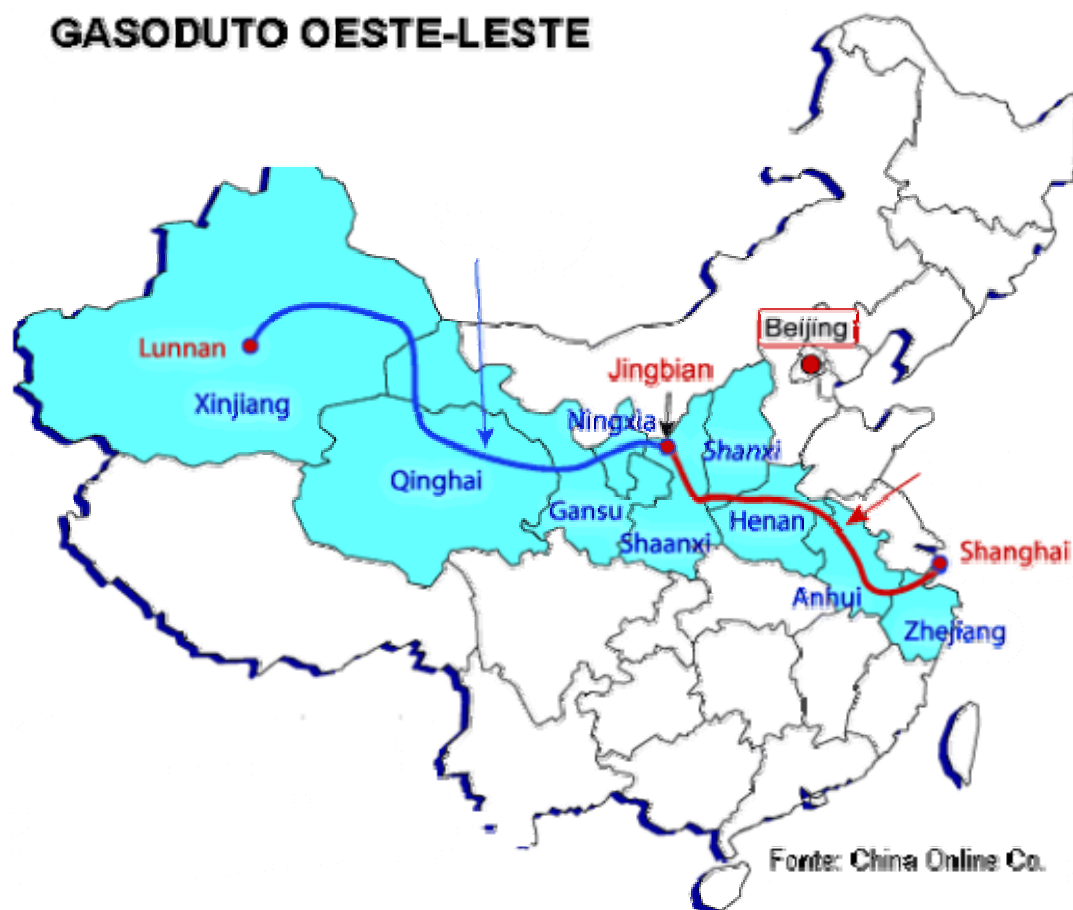 GASODUTO OESTE-LESTE
Beijing
Lunnan
Jingbian
Xinjiang
Ningxia
Shanxi
Qinghai
Gansu
Henan
Shaanxi
Shanghai
Anhui
Zhejiang
Fonte: China Online Co.